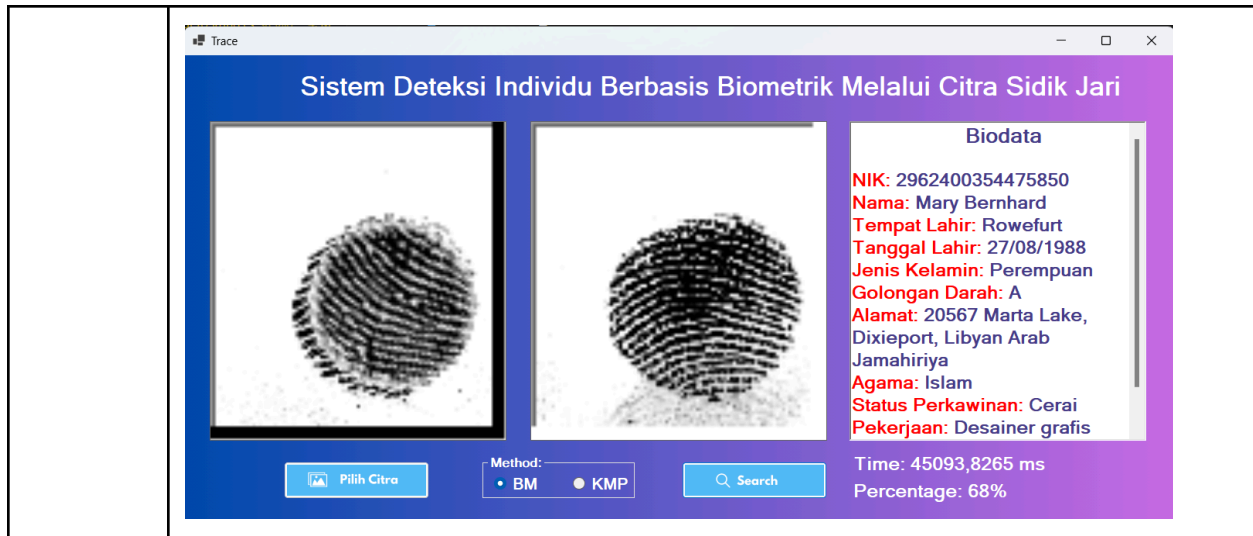 Trace
Sistem Deteksi Individu Berbasis Biometrik Melalui Citra Sidik Jari
Biodata
NIK: 2962400354475850
Nama: Mary Bernhard
Tempat Lahir: Rowefurt
Tanggal Lahir: 27/08/1988
Jenis Kelamin: Perempuan
Golongan Darah: A
Alamat: 20567 Marta Lake,
Dixieport, Libyan Arab
Jamahiriya
Agama: Islam
Status Perkawinan: Cerai
Pekerjaan: Desainer grafis
Pilih Citra
Method:
BM
KMP
Search
Time: 45093,8265 ms
Percentage: 68%